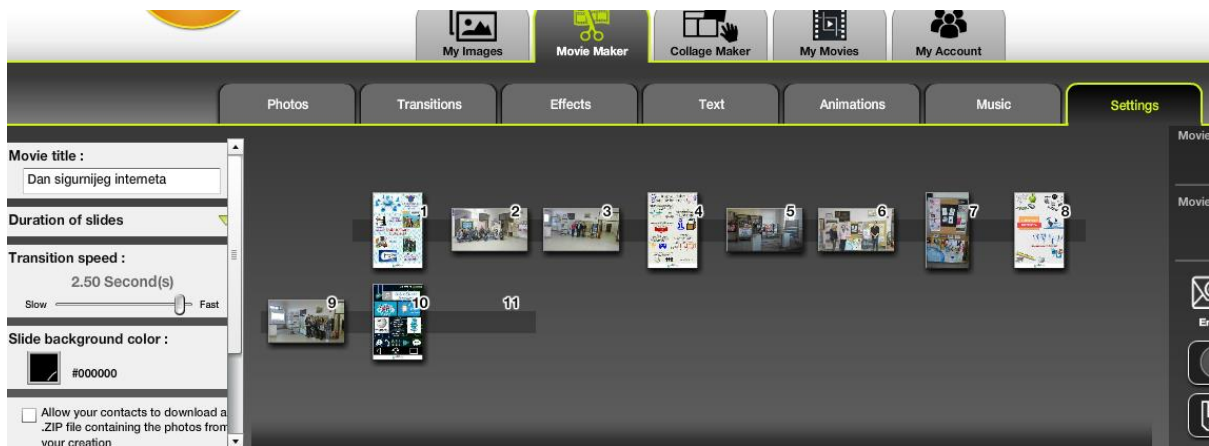 My Images
Movie Maker
Collage Maker
My Movies
My Account
Photos
Transitions
Effects
Text
Animations
Music
Settings
Movie title :
Dan sigurnijeg interneta
Duration of slides
Transition speed :
2.50 Second(s)
Slow
Fast
Slide background color :
#000000
Allow your contacts to download a
.ZIP file containing the photos from
your creation
1
2
3
4
5
6
7
8
9
10
11
Movie
Movie